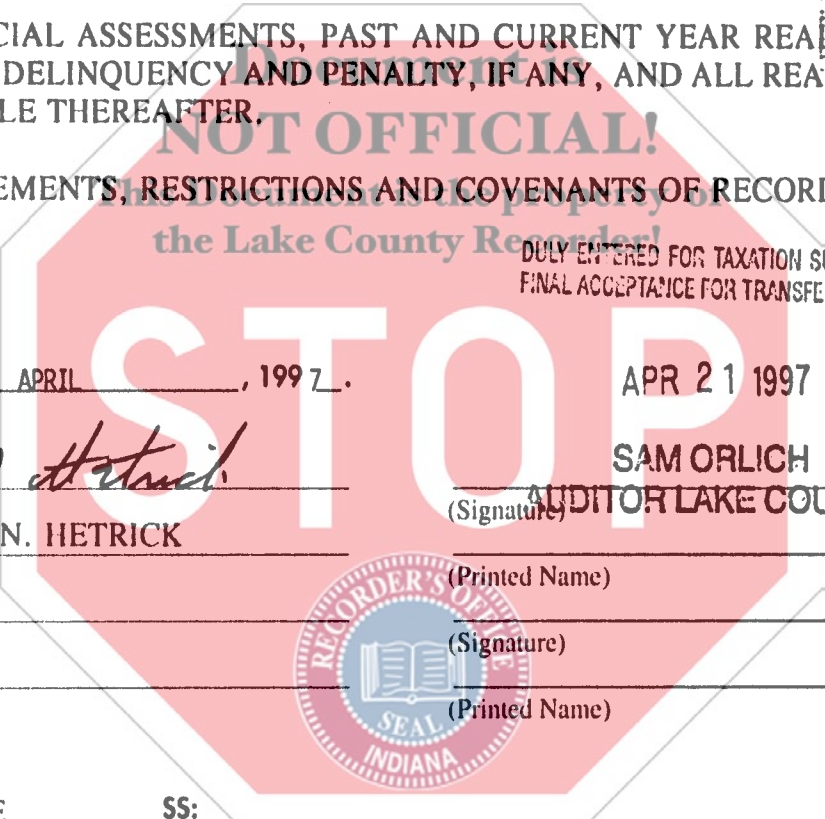 CIAL ASSESSMENTS, PAST AND CURRENT YEAR REAL
Document is
DELINQUENCY AND PENALTY, IF ANY, AND ALL REA
LE THEREAFTER.
NOT OFFICIAL!
EMENTS, RESTRICTIONS AND COVENANTS OF RECORD
This Document is the property of
the Lake County Recorder!
DULY ENTERED FOR TAXATION SU
FINAL ACCEPTANCE FOR TRANSFE
STOP
APRIL , 1997.
APR 21 1997
Hetrick
SAM ORLICH
(Signature)
AUDITOR LAKE COU
N. HETRICK
(Printed Name)
(Signature)
(Printed Name)
RECORDER'S OFFICE
SEAL
INDIANA
SS: